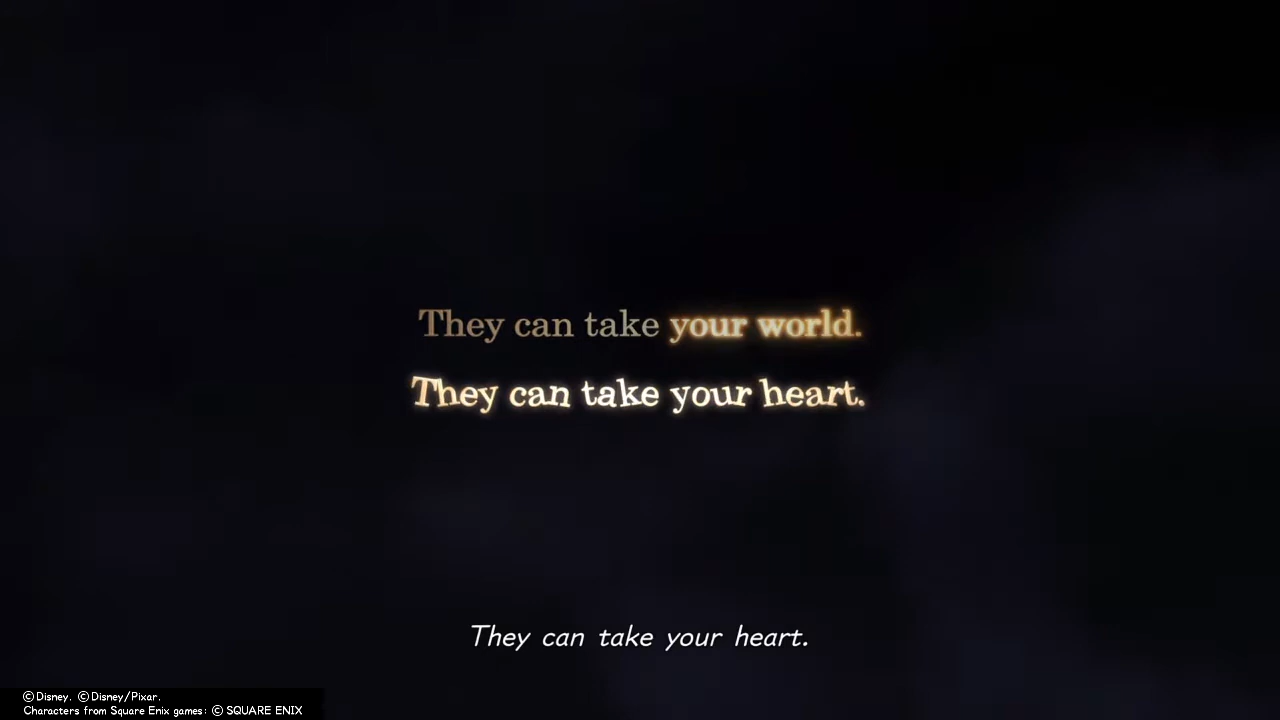 They can take your world.
They can take your heart.
They can take your heart.
©Disney. ©Disney/Pixar.
Characters from Square Enix games: © SQUARE ENIX